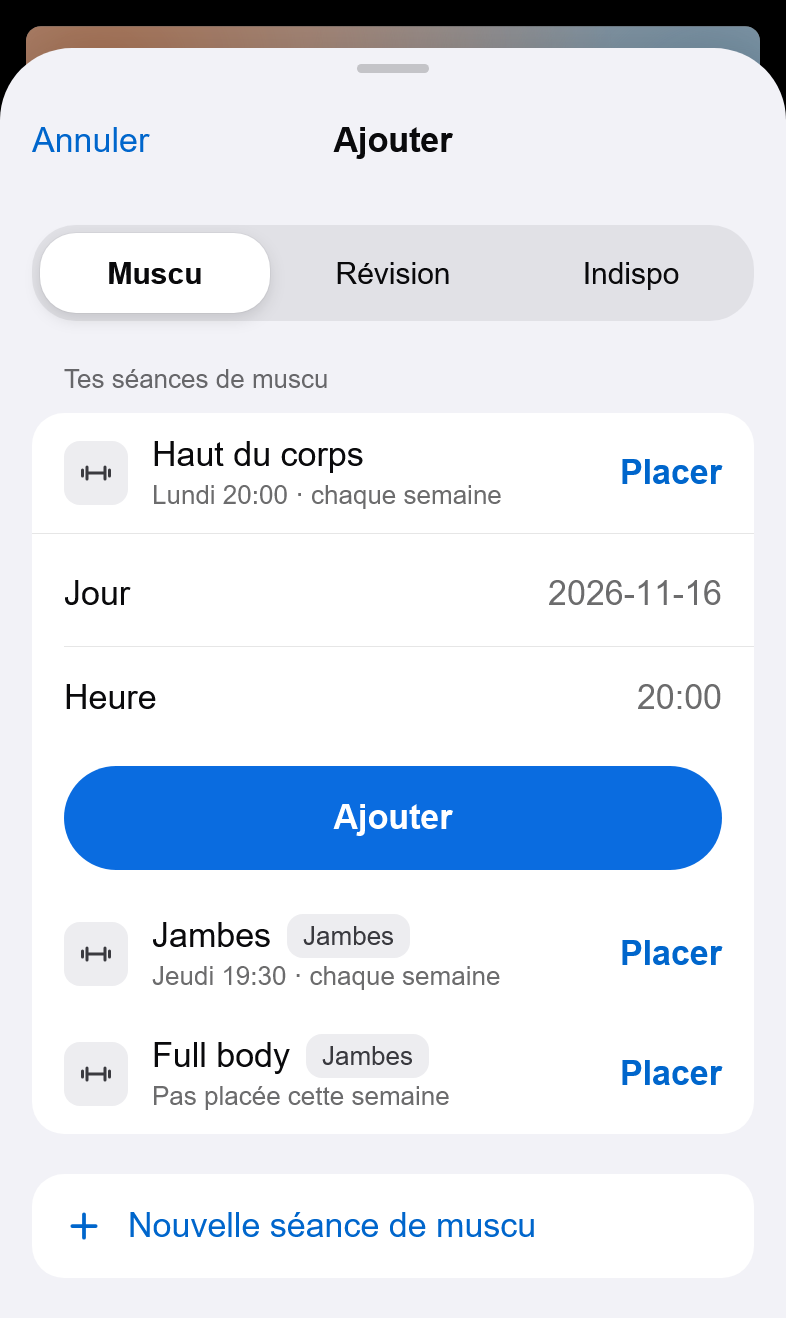 Annuler
Ajouter
Muscu
Révision
Indispo
Tes séances de muscu
Haut du corps
Lundi 20:00 · chaque semaine
Placer
Jour
2026-11-16
Heure
20:00
Ajouter
Jambes Jambes
Jeudi 19:30 · chaque semaine
Placer
Full body Jambes
Pas placée cette semaine
Placer
+ Nouvelle séance de muscu